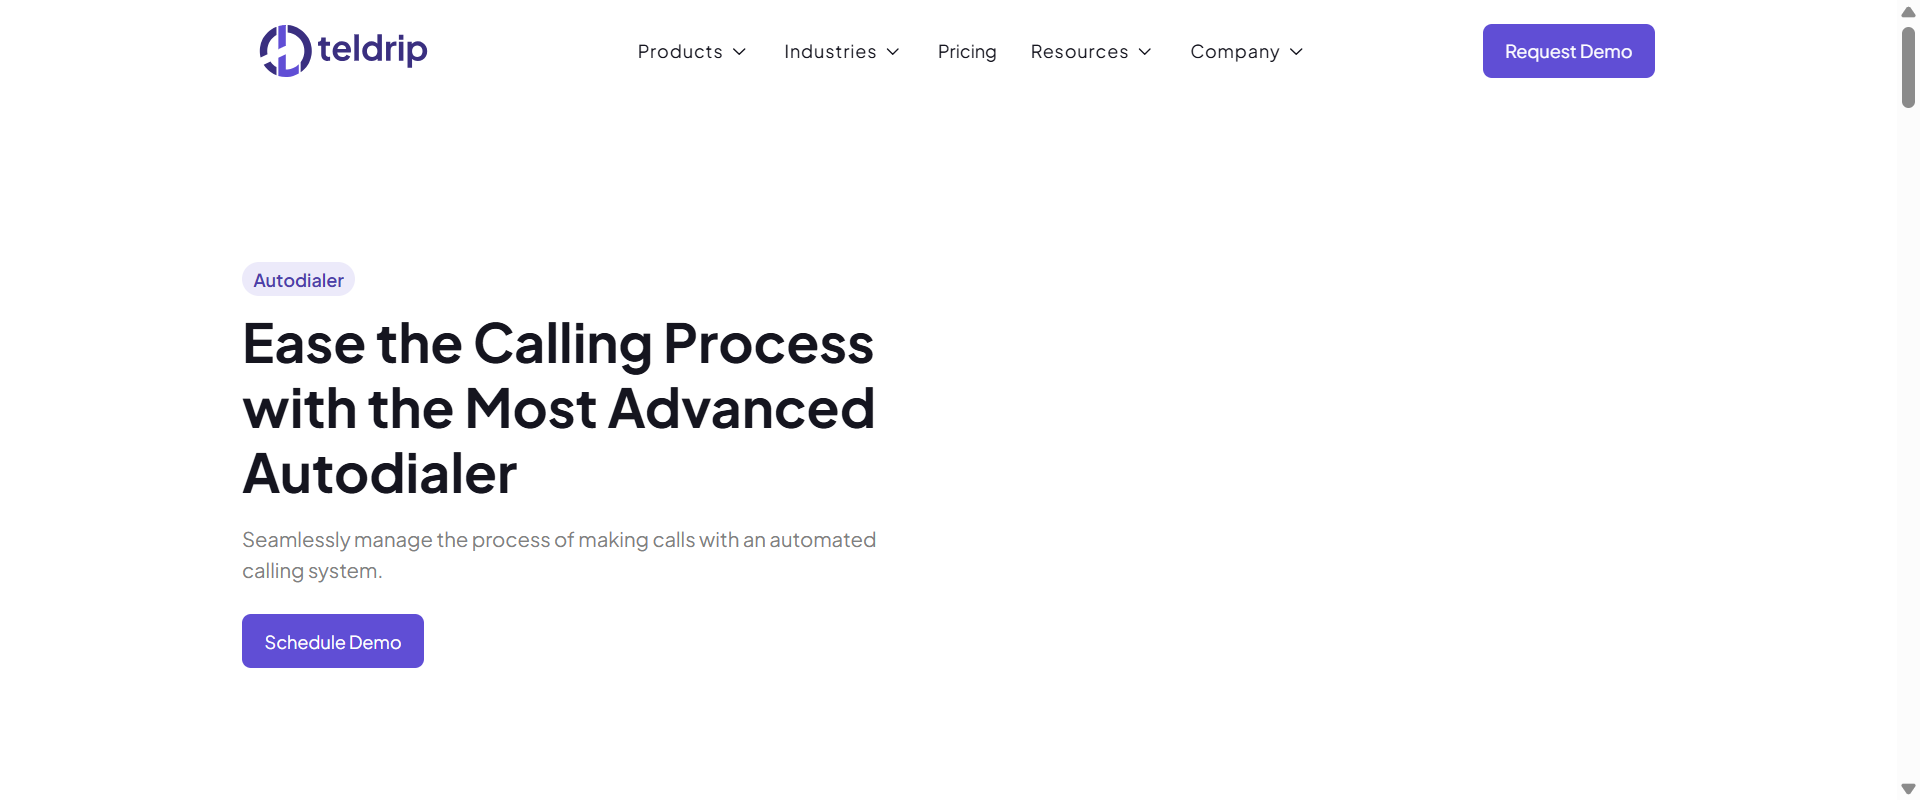 teldrip
Products
Industries
Pricing
Resources
Company
Request Demo
Autodialer
Ease the Calling Process
with the Most Advanced
Autodialer
Seamlessly manage the process of making calls with an automated
calling system.
Schedule Demo